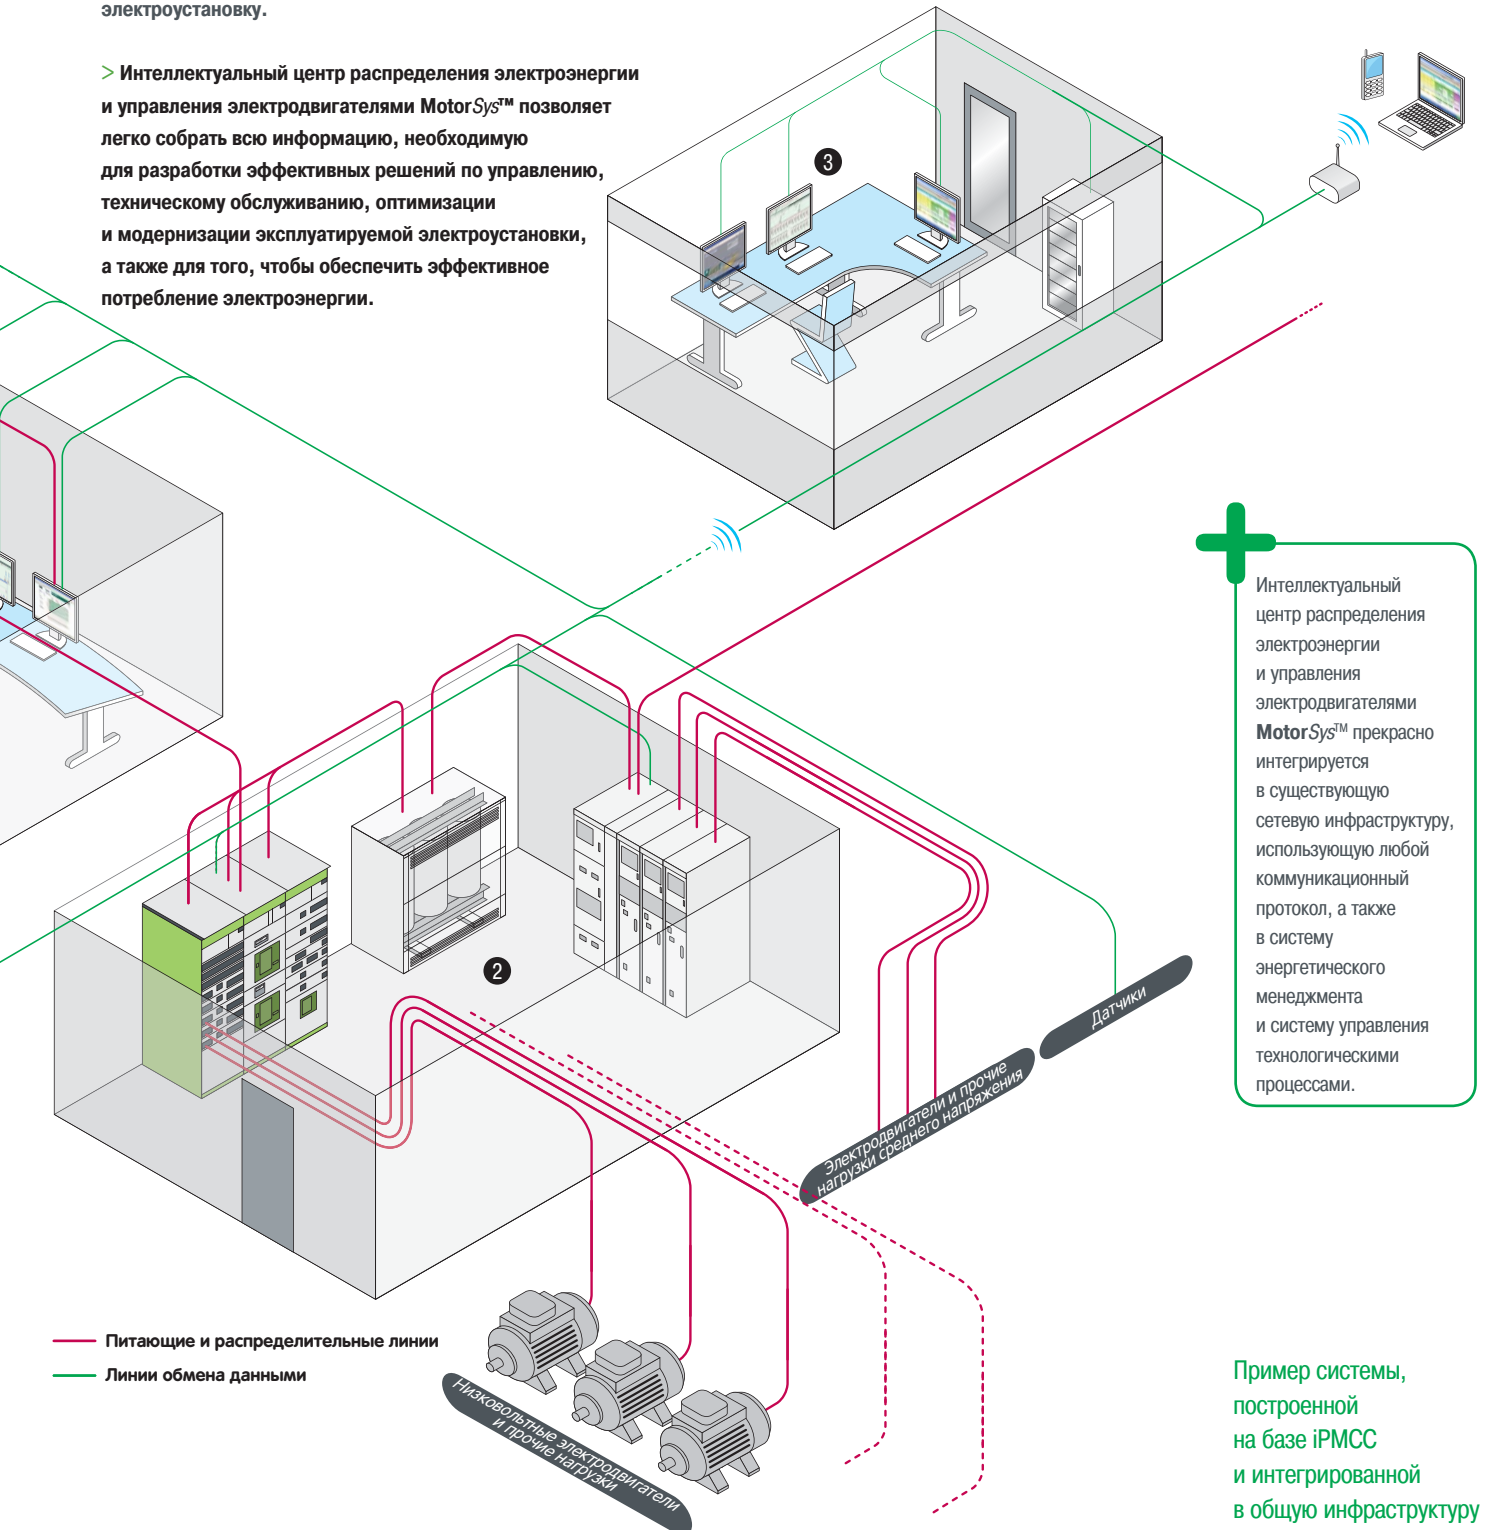 электроустановку.
> Интеллектуальный центр распределения электроэнергии
и управления электродвигателями MotorSys™ позволяет
легко собрать всю информацию, необходимую
для разработки эффективных решений по управлению,
техническому обслуживанию, оптимизации
и модернизации эксплуатируемой электроустановки,
а также для того, чтобы обеспечить эффективное
потребление электроэнергии.
3
Интеллектуальный
центр распределения
электроэнергии
и управления
электродвигателями
MotorSys™ прекрасно
интегрируется
в существующую
сетевую инфраструктуру,
использующую любой
коммуникационный
протокол, а также
в систему
энергетического
менеджмента
и систему управления
технологическими
процессами.
2
Датчики
Электродвигатели и прочие
нагрузки среднего напряжения
Питающие и распределительные линии
Линии обмена данными
Низковольтные электродвигатели
и прочие нагрузки
Пример системы,
построенной
на базе iPMCC
и интегрированной
в общую инфраструктуру